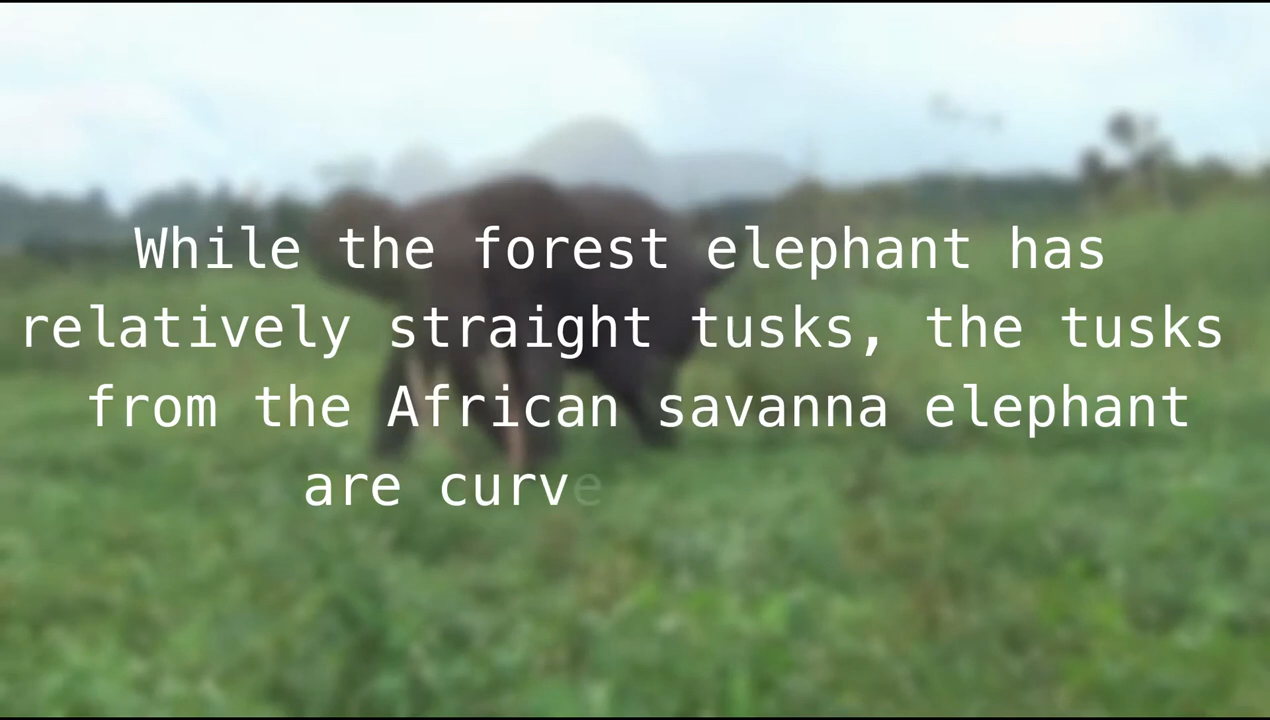 While the forest elephant has
relatively straight tusks, the tusks
from the African savanna elephant
are curve